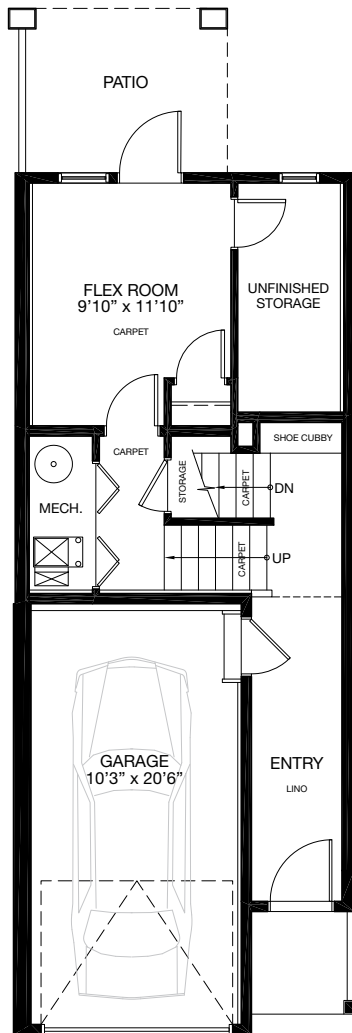 PATIO
FLEX ROOM
9’10” x 11’10”
CARPET
UNFINISHED
STORAGE
CARPET
STORAGE
SHOE CUBBY
CARPET
DN
MECH.
CARPET
UP
GARAGE
10’3” x 20’6”
ENTRY
LINO